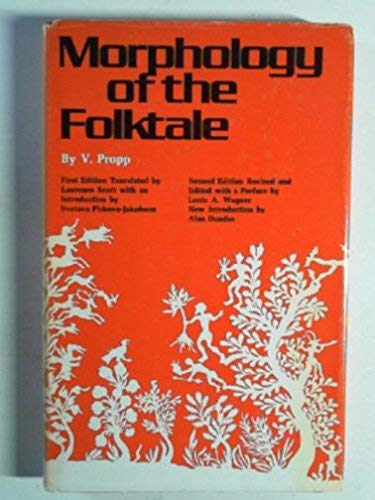 Morphology
of the
Folktale
By V. Propp
First Edition Translated by
Laurence Scott with an
Introduction by
Svatava Pirkova-Jakobson
Second Edition Revised and
Edited with a Preface by
Louis A. Wagner
New Introduction by
Alan Dundes